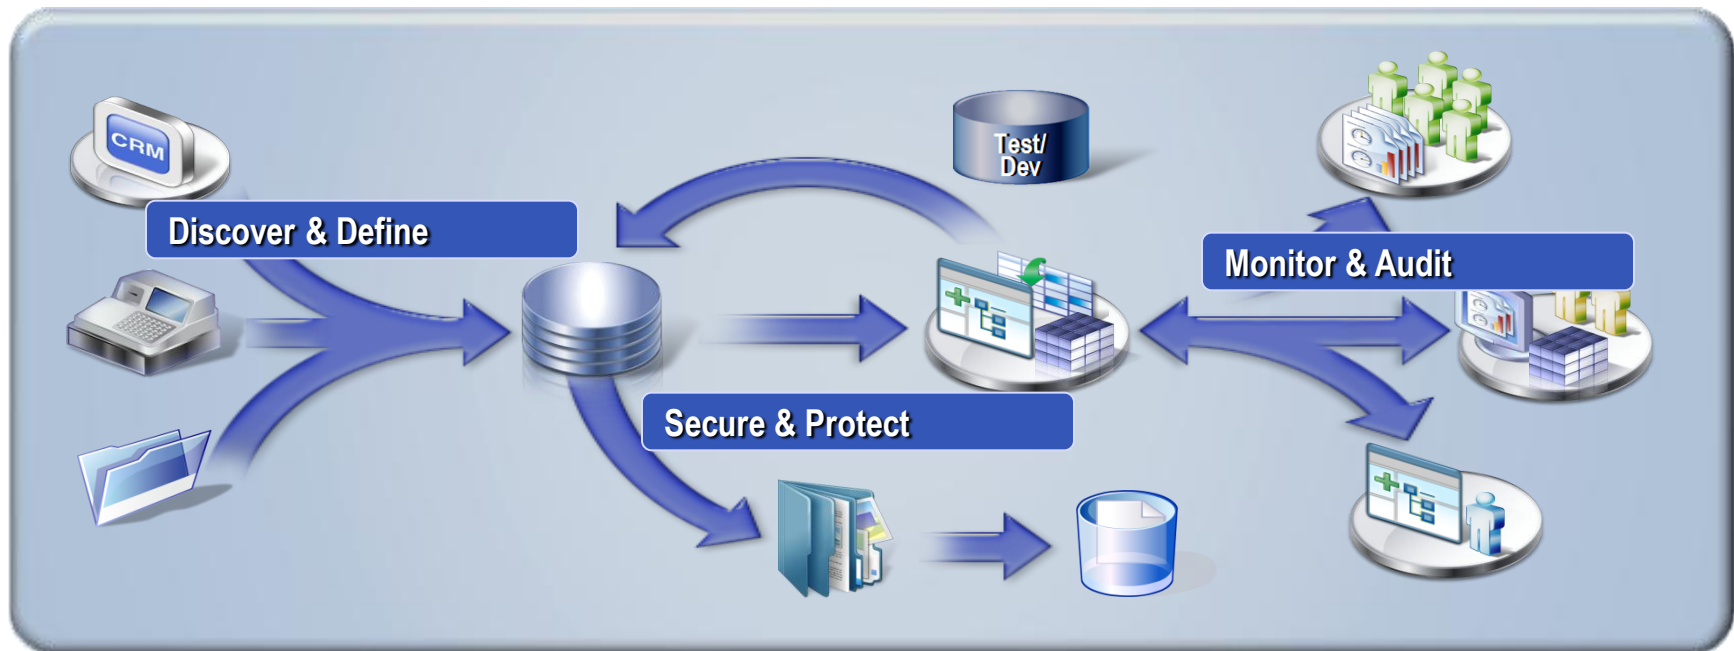 CRM
Test/
Dev
Discover & Define
Monitor & Audit
Secure & Protect